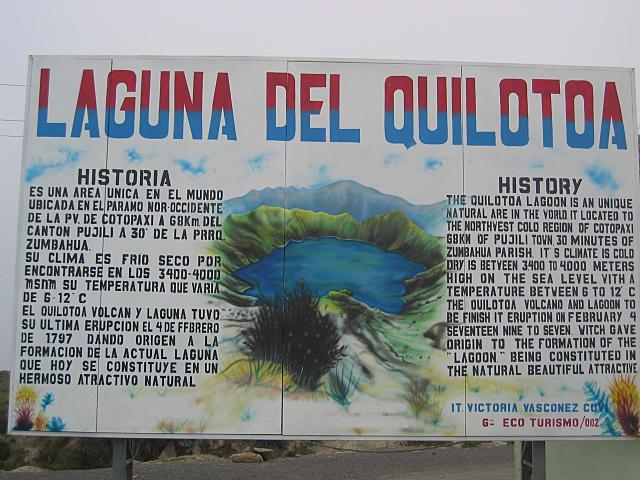 LAGUNA DEL QUILOTOA
HISTORIA
ES UNA AREA UNICA EN EL MUNDO
UBICADA EN EL PARAMO NOR-OCCIDENTE
DE LA PV. DE COTOPAXI A 68KM DEL
CANTON PUJILI A 30' DE LA PRRQ.
ZUMBAHUA.
SU CLIMA ES FRIO SECO POR
ENCONTRARSE EN LOS 3400-4000
msnm SU TEMPERATURA QUE VARIA
DE 6-12°C
EL QUILOTOA VOLCAN Y LAGUNA TUVO
SU ULTIMA ERUPCION EL 4 DE FFBRERO
DE 1797 DANDO ORIGEN A LA
FORMACION DE LA ACTUAL LAGUNA
QUE HOY SE CONSTITUYE EN UN
HERMOSO ATRACTIVO NATURAL
HISTORY
THE QUILOTOA LAGOON IS AN UNIQUE
NATURAL ARE IN THE WORLD IT LOCATED TO
THE NORTHWEST COLD REGION OF COTOPAXI
68KM OF PUJILI TOWN. 30 MINUTES OF
ZUMBAHUA PARISH. IT'S CLIMATE IS COLD
DRY IS BETVEEN 3400 TO 4000 METERS
HIGH ON THE SEA LEVEL WITH A
TEMPERATURE BETWEEN 6 TO 12°C
THE QUILOTOA VOLCANO AND LAGOON TO
BE FINISH IT ERUPTION ON FEBRUARY 4
SEVENTEEN NINE TO SEVEN. WITCH GAVE
ORIGIN TO THE FORMATION OF THE
"LAGOON." BEING CONSTITUTED IN
THE NATURAL BEAUTIFUL ATTRACTIVE
IT. VICTORIA VASCONEZ CUVI
ECO TURISMO/002